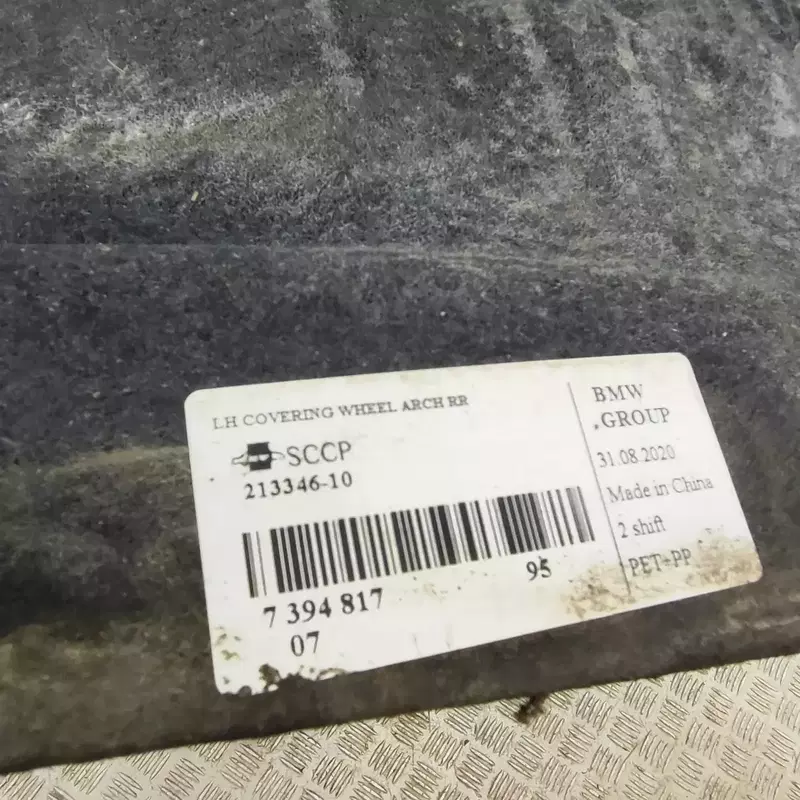 LH COVERING WHEEL ARCH RR
SCCP
213346-10
7 394 817
95
07
BMW
GROUP
31.08.2020
Made in China
2 shift
PET+PP